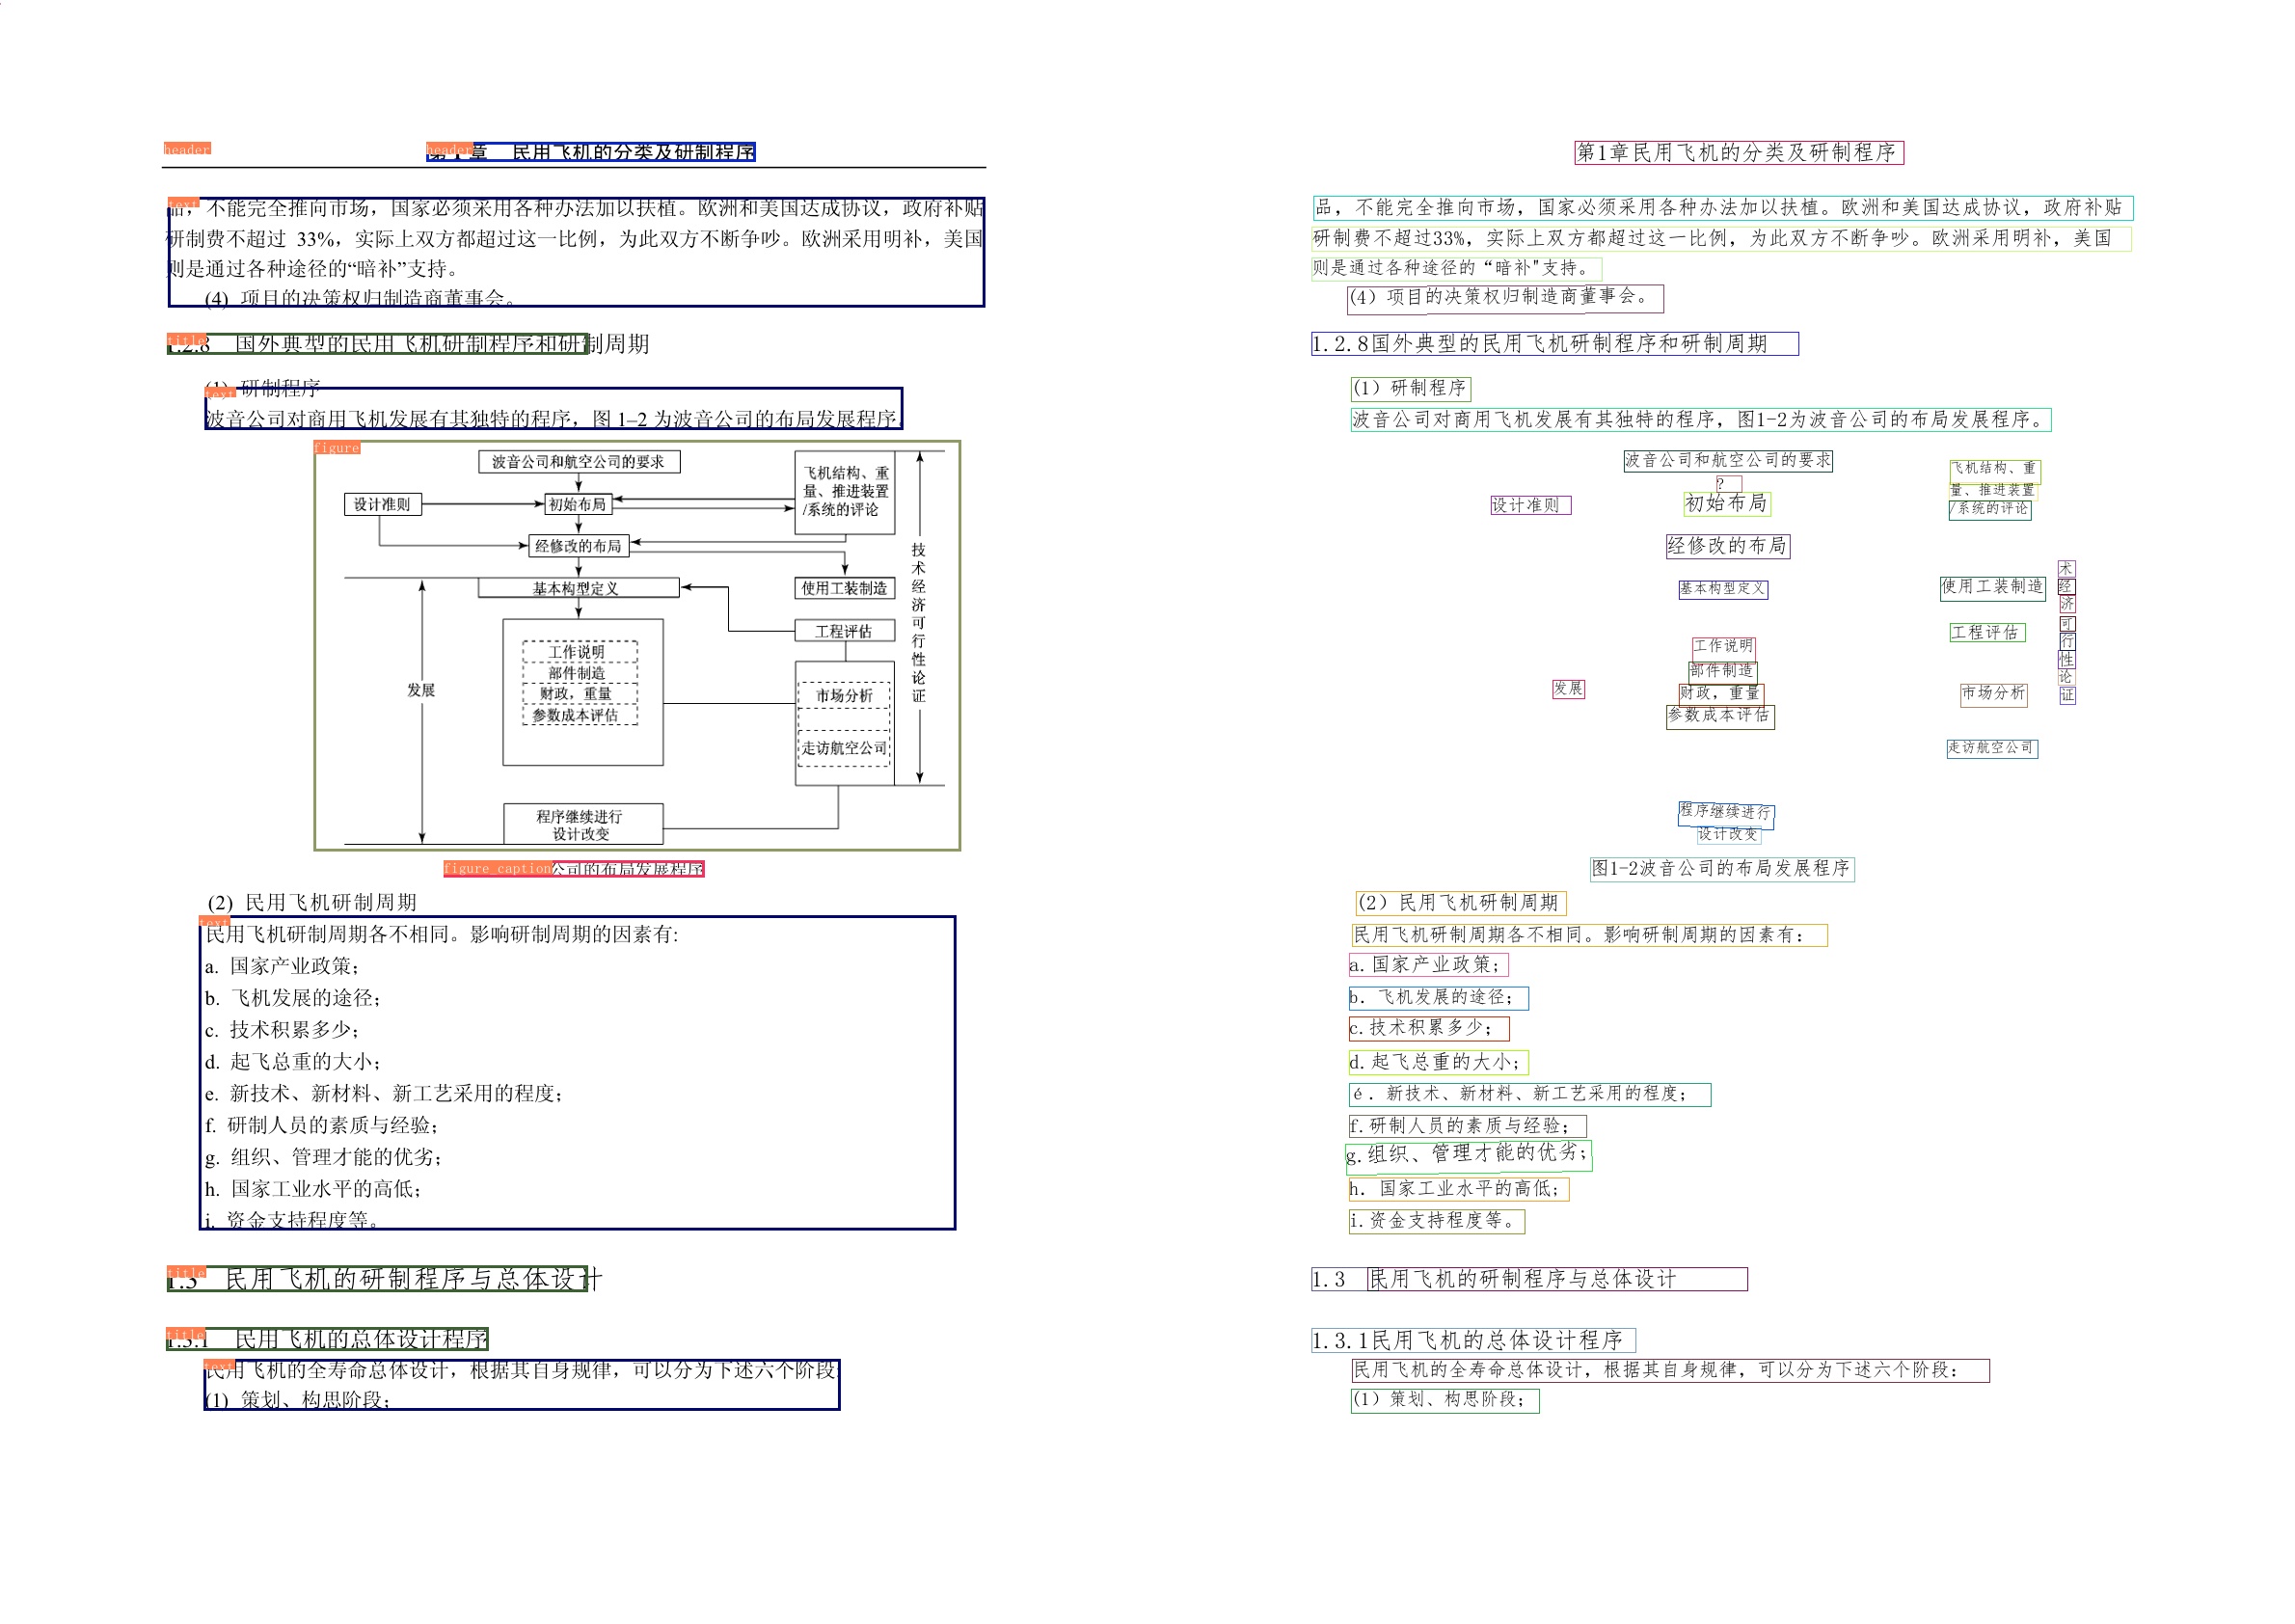 header
header
第1章 民用飞机的分类及研制程序
text
品，不能完全推向市场，国家必须采用各种办法加以扶植。欧洲和美国达成协议，政府补贴
研制费不超过 33%，实际上双方都超过这一比例，为此双方不断争吵。欧洲采用明补，美国
则是通过各种途径的“暗补”支持。
(4) 项目的决策权归制造商董事会。
title
1.2.8 国外典型的民用飞机研制程序和研制周期
(1) 研制程序
text
波音公司对商用飞机发展有其独特的程序，图 1–2 为波音公司的布局发展程序
figure
波音公司和航空公司的要求
飞机结构、重
量、推进装置
/系统的评论
设计准则
初始布局
经修改的布局
基本构型定义
使用工装制造
工程评估
技术经济可行性论证
工作说明
部件制造
财政，重量
参数成本评估
发展
市场分析
走访航空公司
程序继续进行
设计改变
figure_caption
公司的布局发展程序
(2) 民用飞机研制周期
text
民用飞机研制周期各不相同。影响研制周期的因素有:
a. 国家产业政策；
b. 飞机发展的途径；
c. 技术积累多少；
d. 起飞总重的大小；
e. 新技术、新材料、新工艺采用的程度；
f. 研制人员的素质与经验；
g. 组织、管理才能的优劣；
h. 国家工业水平的高低；
i. 资金支持程度等。
title
1.3 民用飞机的研制程序与总体设计
title
1.3.1 民用飞机的总体设计程序
text
民用飞机的全寿命总体设计，根据其自身规律，可以分为下述六个阶段
(1) 策划、构思阶段；
第1章民用飞机的分类及研制程序
品，不能完全推向市场，国家必须采用各种办法加以扶植。欧洲和美国达成协议，政府补贴
研制费不超过33%，实际上双方都超过这一比例，为此双方不断争吵。欧洲采用明补，美国
则是通过各种途径的“暗补"支持。
(4）项目的决策权归制造商董事会。
1.2.8国外典型的民用飞机研制程序和研制周期
(1）研制程序
波音公司对商用飞机发展有其独特的程序，图1-2为波音公司的布局发展程序。
波音公司和航空公司的要求
飞机结构、重
量、推进装置
/系统的评论
?
设计准则
初始布局
经修改的布局
基本构型定义
使用工装制造
工程评估
术
经
济
可
行
性
论
证
工作说明
部件制造
财政，重量
参数成本评估
发展
市场分析
走访航空公司
程序继续进行
设计改变
图1-2波音公司的布局发展程序
(2）民用飞机研制周期
民用飞机研制周期各不相同。影响研制周期的因素有：
a.国家产业政策；
b. 飞机发展的途径；
c.技术积累多少；
d.起飞总重的大小；
é. 新技术、新材料、新工艺采用的程度；
f.研制人员的素质与经验；
g.组织、管理才能的优劣；
h. 国家工业水平的高低；
i.资金支持程度等。
1.3 民用飞机的研制程序与总体设计
1.3.1民用飞机的总体设计程序
民用飞机的全寿命总体设计，根据其自身规律，可以分为下述六个阶段：
(1）策划、构思阶段；